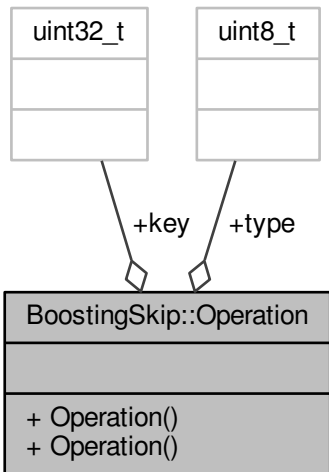 uint32_t
uint8_t
+key
+type
BoostingSkip::Operation
+ Operation()
+ Operation()